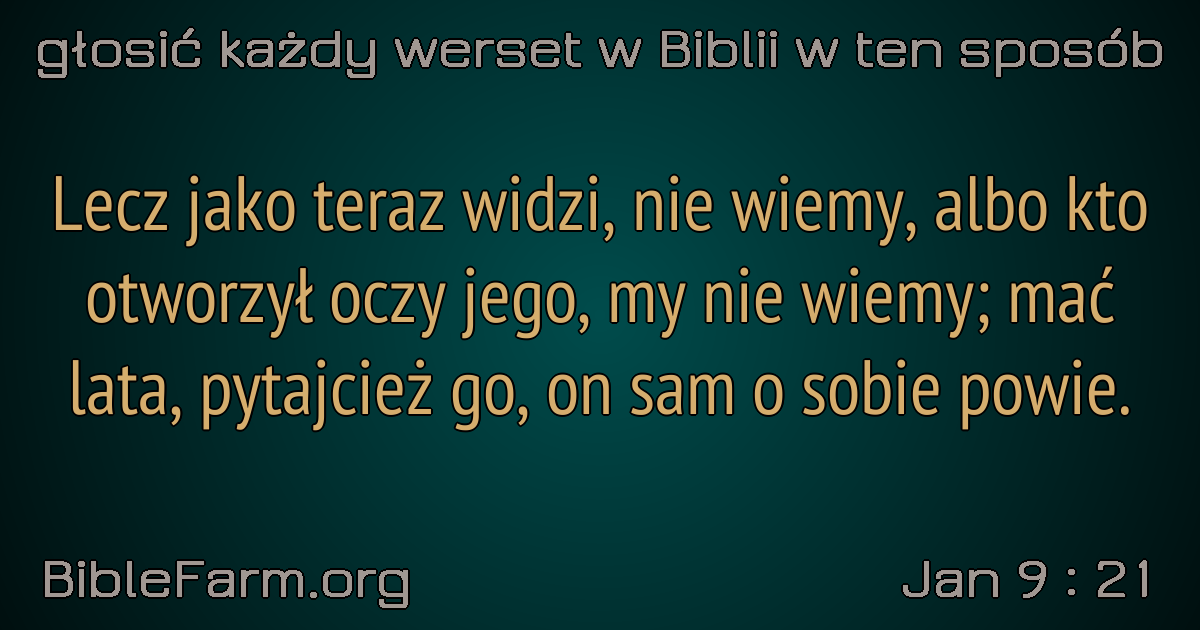 głosić każdy werset w Biblii w ten sposób
Lecz jako teraz widzi, nie wiemy, albo kto
otworzył oczy jego, my nie wiemy; mać
lata, pytajcież go, on sam o sobie powie.
BibleFarm.org
Jan 9 : 21